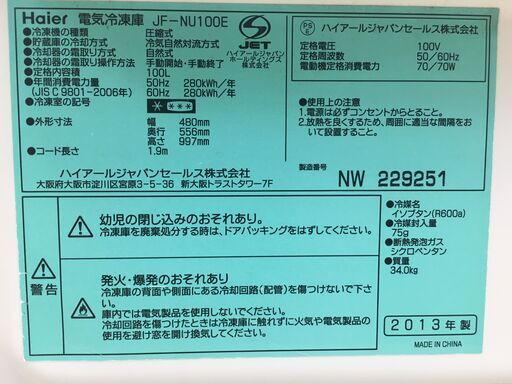 Haier 電気冷凍庫 JF-NU100E
●冷凍機の種類 圧縮式
●貯蔵庫の冷却方式 冷気自然対流方式
●冷却器の霜取り方式 自然式
●冷却器の霜取り操作方法 手動開始・手動終了
●定格内容積 100L
●年間消費電力量 50Hz 280kWh/年
(JIS C 9801-2006年) 60Hz 280kWh/年
●冷凍室の記号
●外形寸法 幅 480mm
奥行 556mm
高さ 997mm
●コード長さ 1.9m
S JET
ハイアールジャパン
ホールディングス
株式会社
PS
E
ハイアールジャパンセールス株式会社
定格電圧 100V
定格周波数 50/60Hz
電動機定格消費電力 70/70W
●使用上の注意
1.電源は必ずコンセントからとること。
2.放熱を良くするため、周囲に適当な間隔をお
いて設置すること。
ハイアールジャパンセールス株式会社
大阪府大阪市淀川区宮原3-5-36 新大阪トラストタワー7F
製造番号 NW 229251
警告
幼児の閉じ込めのおそれあり。
冷凍庫を廃棄処分する時は、ドアパッキングをはずしてください。
発火・爆発のおそれあり。
冷凍庫の背面や側面にある冷却回路(配管)を傷つけないで下さい。
庫内では電気製品を使用しないで下さい。
冷却回路を傷つけたときは冷凍庫に触れずに火気や電気製品の
使用を避け窓を開け換気してください。
●冷媒名
イソブタン(R600a)
●冷媒封入量
75g
●断熱発泡ガス
シクロペンタン
●質量
34.0kg
2013年製